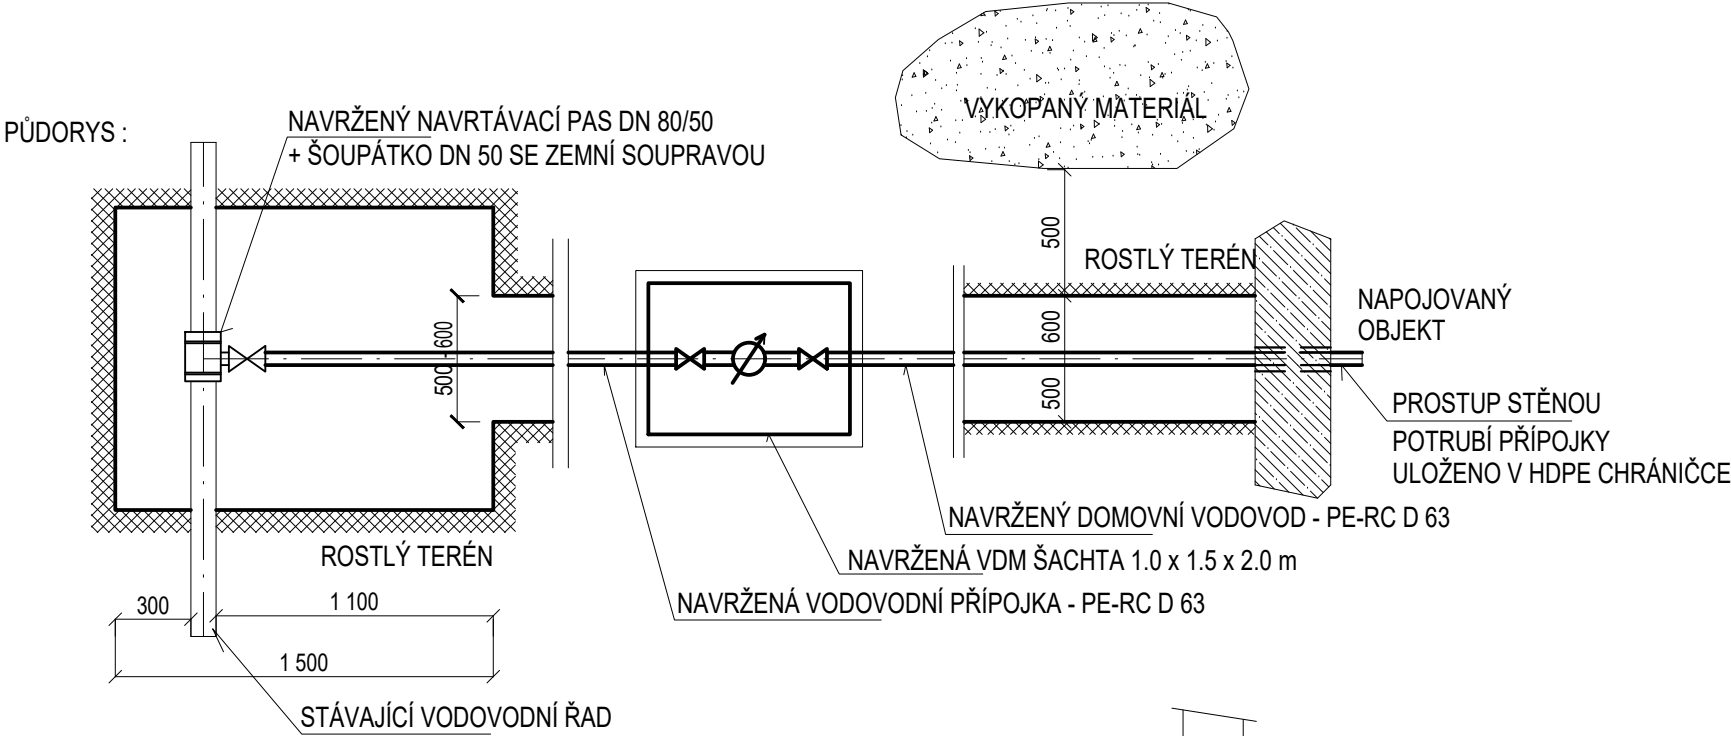 PŮDORYS :
NAVRŽENÝ NAVRTÁVACÍ PAS DN 80/50
+ ŠOUPÁTKO DN 50 SE ZEMNÍ SOUPRAVOU
VYKOPANÝ MATERIÁL
500
ROSTLÝ TERÉN
NAPOJOVANÝ
OBJEKT
500-600
600
500
PROSTUP STĚNOU
POTRUBÍ PŘÍPOJKY
ULOŽENO V HDPE CHRÁNIČCE
NAVRŽENÝ DOMOVNÍ VODOVOD - PE-RC D 63
ROSTLÝ TERÉN
NAVRŽENÁ VDM ŠACHTA 1.0 x 1.5 x 2.0 m
NAVRŽENÁ VODOVODNÍ PŘÍPOJKA - PE-RC D 63
300
1 100
1 500
STÁVAJÍCÍ VODOVODNÍ ŘAD